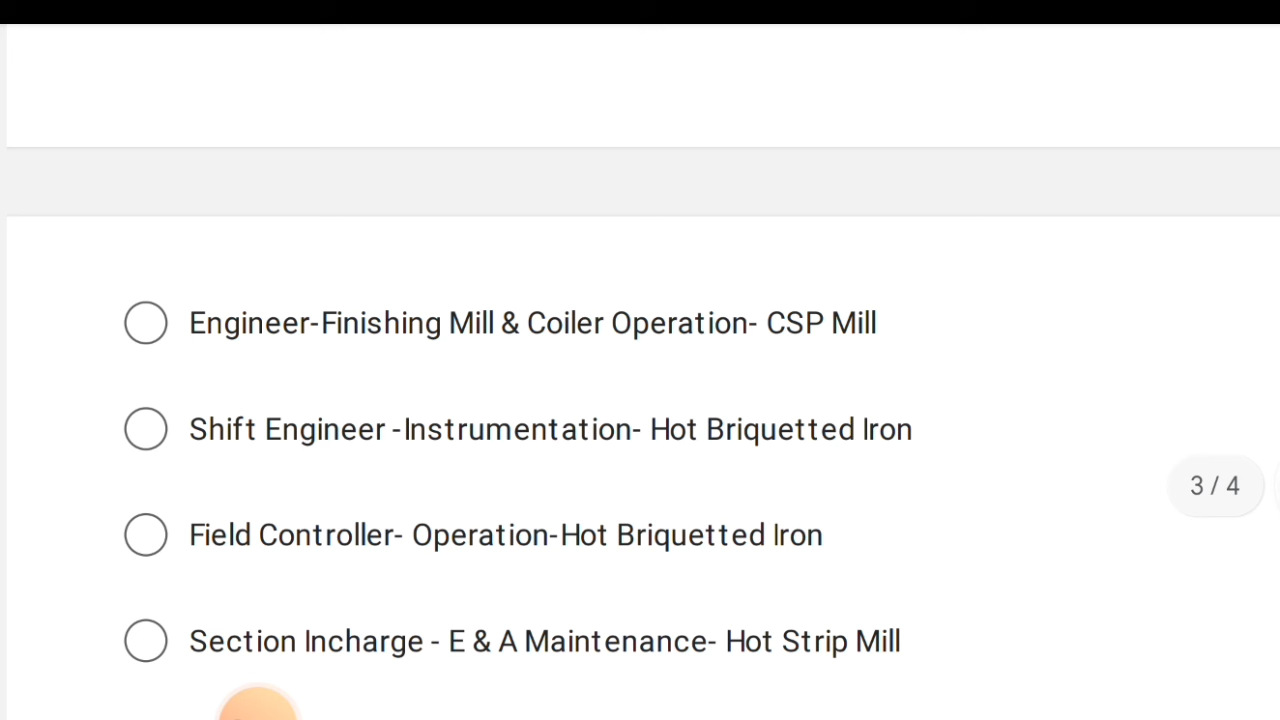 Engineer-Finishing Mill & Coiler Operation- CSP Mill
Shift Engineer -Instrumentation- Hot Briquetted Iron
3 / 4
Field Controller- Operation-Hot Briquetted Iron
Section Incharge - E & A Maintenance- Hot Strip Mill